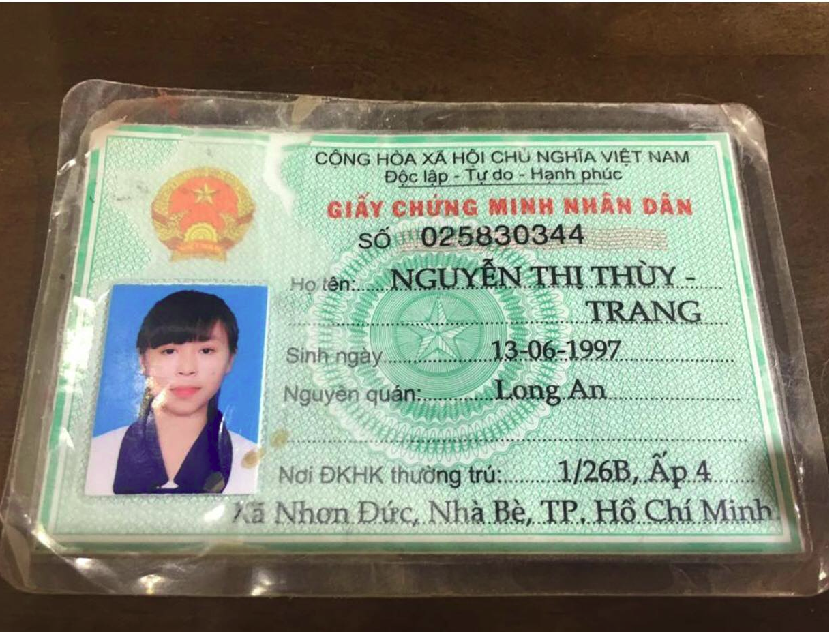 CỘNG HÒA XÃ HỘI CHỦ NGHĨA VIỆT NAM
Độc lập - Tự do - Hạnh phúc
GIẤY CHỨNG MINH NHÂN DÂN
SỐ 025830344
Họ tên: NGUYỄN THỊ THÙY -
TRANG
Sinh ngày 13-06-1997
Nguyên quán: Long An
Nơi ĐKHK thường trú: 1/26B, Ấp 4
Xã Nhơn Đức, Nhà Bè, TP. Hồ Chí Minh